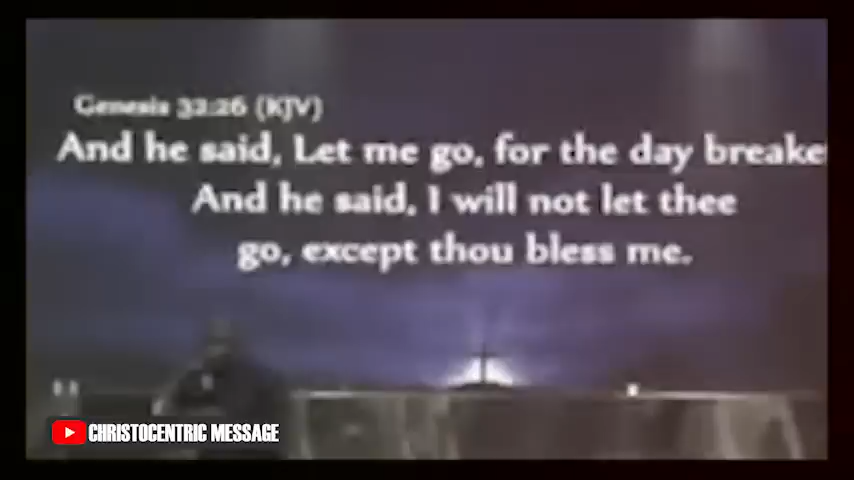 Genesis 32:26 (KJV)
And he said, Let me go, for the day breake
And he said, I will not let thee
go, except thou bless me.
CHRISTOCENTRIC MESSAGE